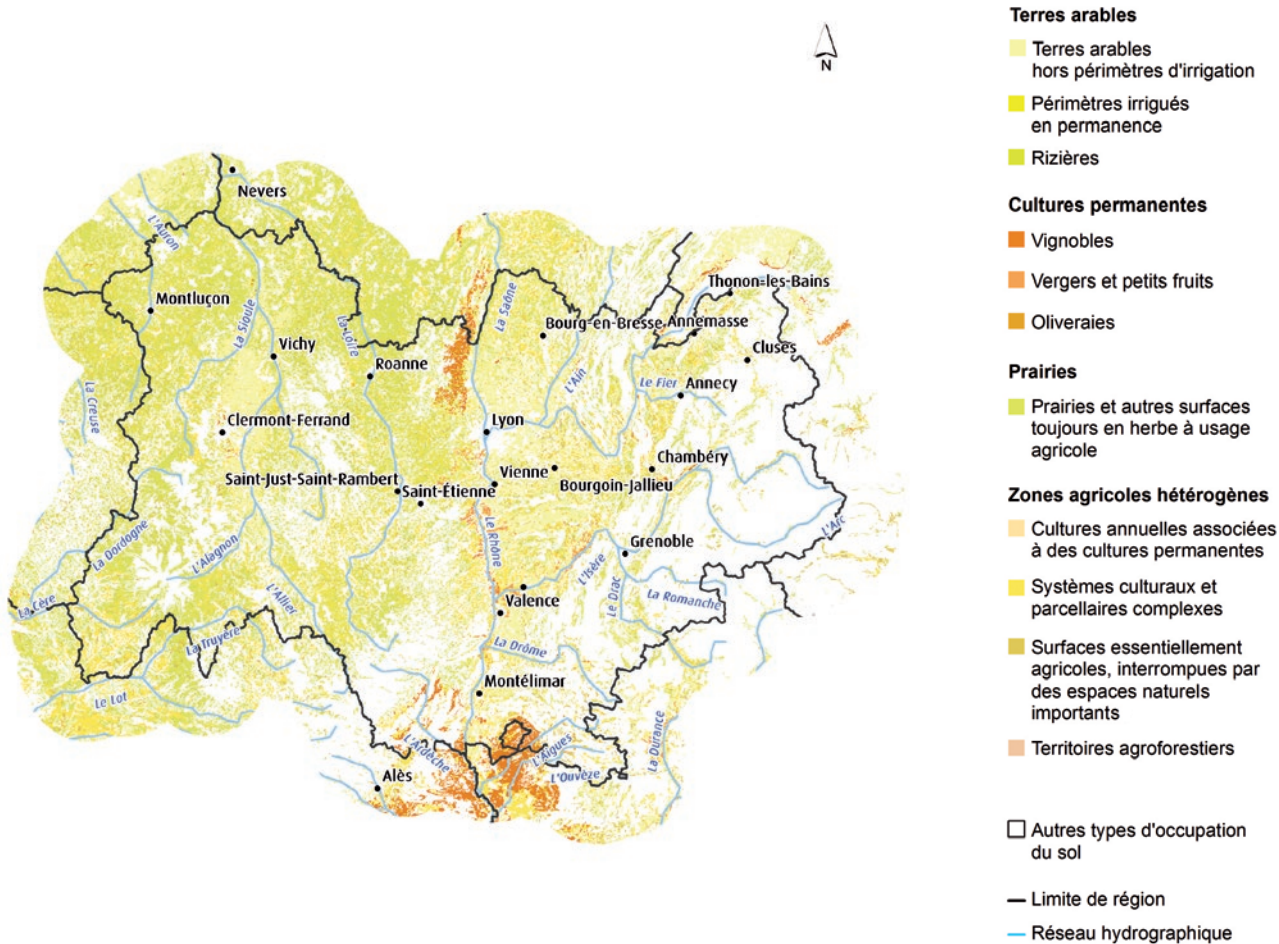 N
Nevers
L'Auron
Montluçon
La Sioule
Vichy
La Loire
Roanne
La Saône
Bourg-en-Bresse
Annemasse
Thonon-les-Bains
Cluses
L'Ain
Le Fier
Annecy
La Creuse
Clermont-Ferrand
Lyon
Saint-Just-Saint-Rambert
Saint-Étienne
Vienne
Bourgoin-Jallieu
Chambéry
La Dordogne
L'Alagnon
Le Rhône
L'Isère
Grenoble
L'Arc
La Cère
L'Allier
Valence
Le Drac
La Romanche
La Truyère
La Drôme
Le Lot
Montélimar
L'Ardèche
L'Aigues
L'Ouvèze
La Durance
Alès
Terres arables
Terres arables
hors périmètres d'irrigation
Périmètres irrigués
en permanence
Rizières
Cultures permanentes
Vignobles
Vergers et petits fruits
Oliveraies
Prairies
Prairies et autres surfaces
toujours en herbe à usage
agricole
Zones agricoles hétérogènes
Cultures annuelles associées
à des cultures permanentes
Systèmes culturaux et
parcellaires complexes
Surfaces essentiellement
agricoles, interrompues par
des espaces naturels
importants
Territoires agroforestiers
Autres types d'occupation
du sol
Limite de région
Réseau hydrographique